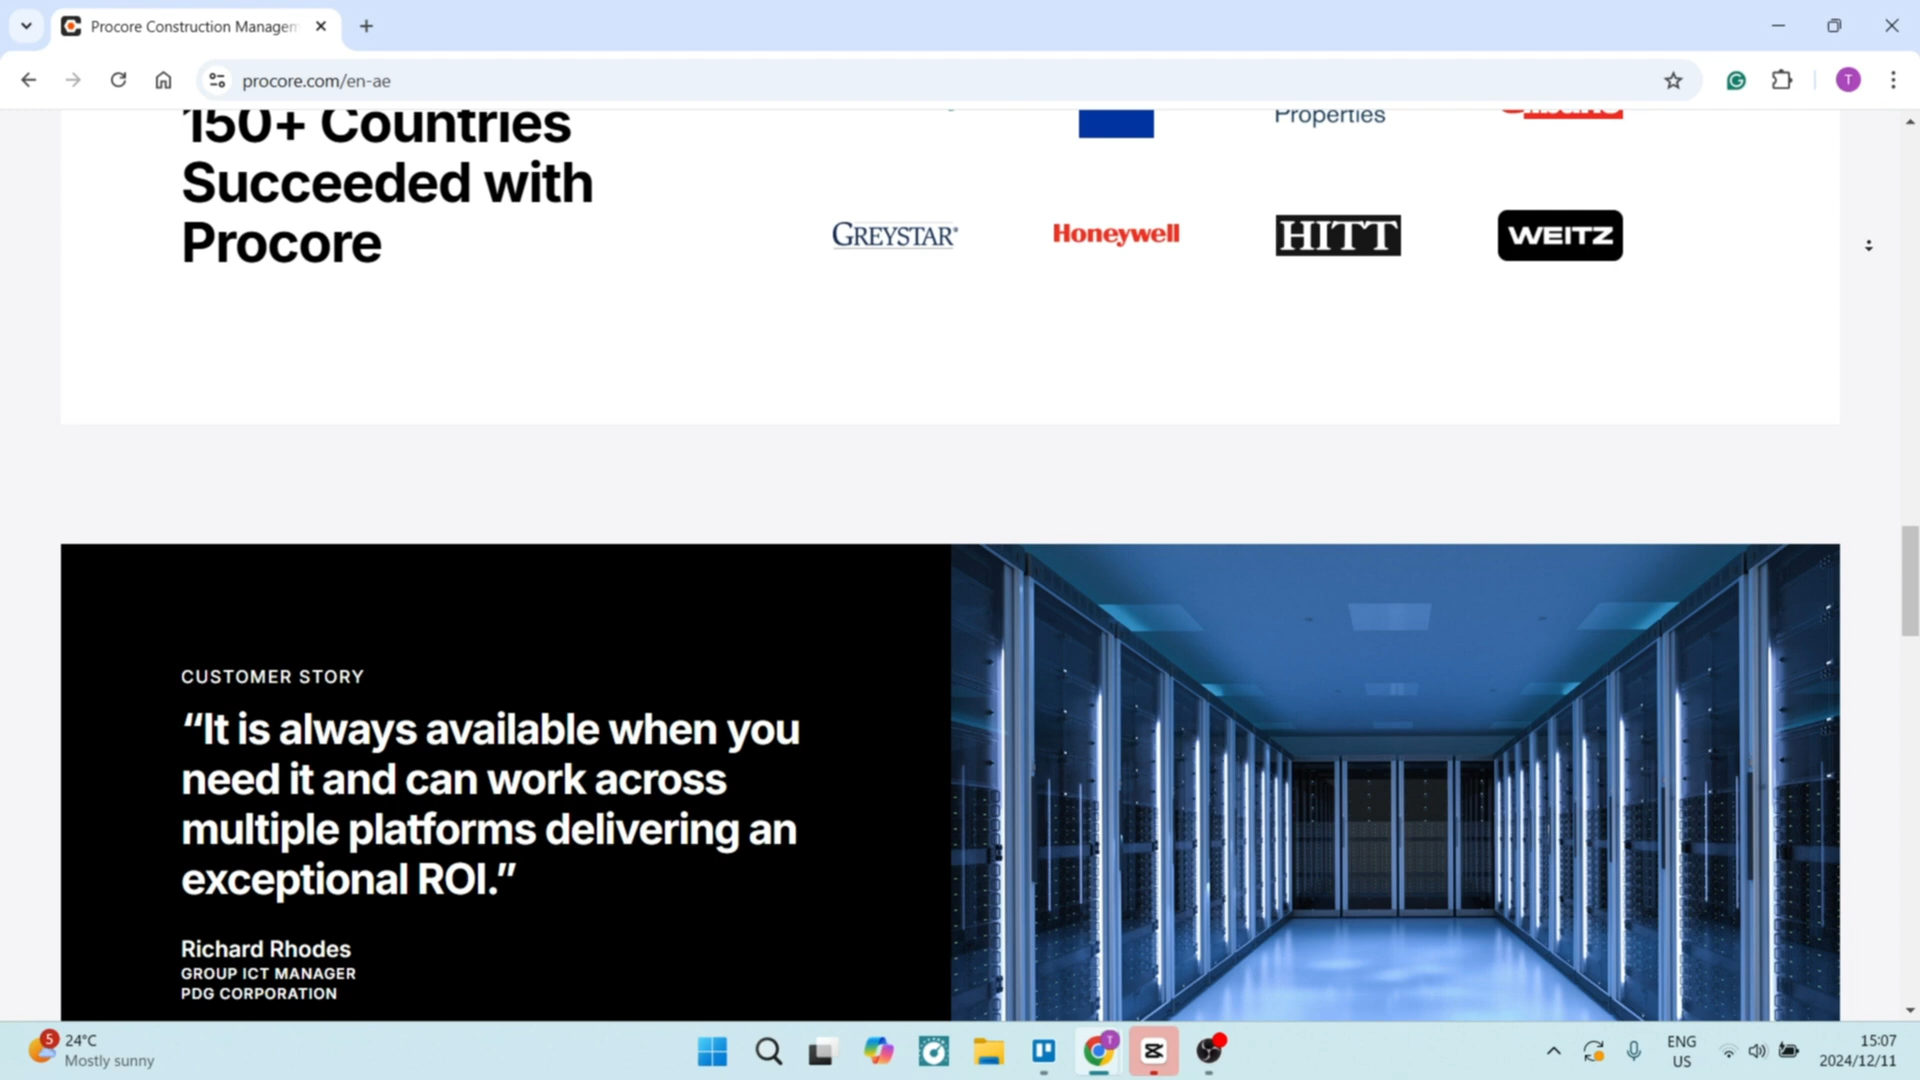 Procore Construction Managem
procore.com/en-ae
T
150+ Countries
Succeeded with
Procore
Properties
GREYSTAR
Honeywell
HITT
WEITZ
CUSTOMER STORY
“It is always available when you
need it and can work across
multiple platforms delivering an
exceptional ROI.”
Richard Rhodes
GROUP ICT MANAGER
PDG CORPORATION
5
24°C
Mostly sunny
T
ENG
US
15:07
2024/12/11